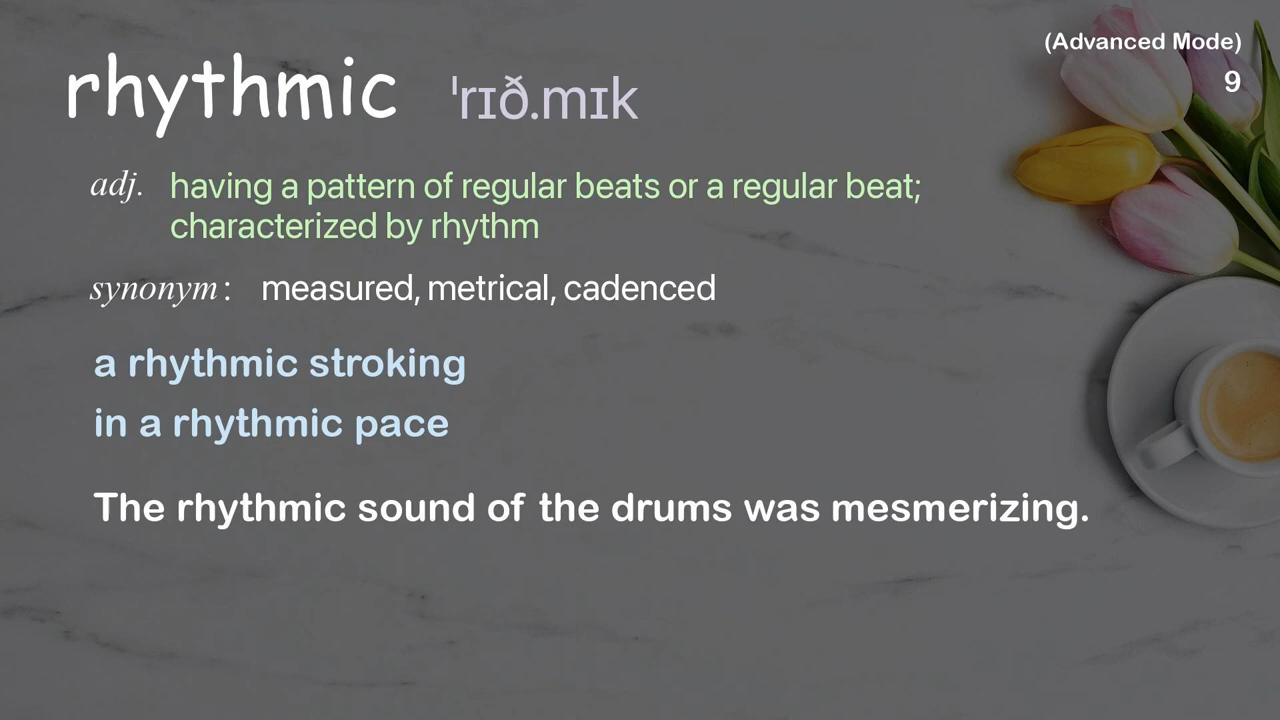 (Advanced Mode)
9
rhythmic ˈrɪð.mɪk
adj. having a pattern of regular beats or a regular beat;
characterized by rhythm
synonym : measured, metrical, cadenced
a rhythmic stroking
in a rhythmic pace
The rhythmic sound of the drums was mesmerizing.